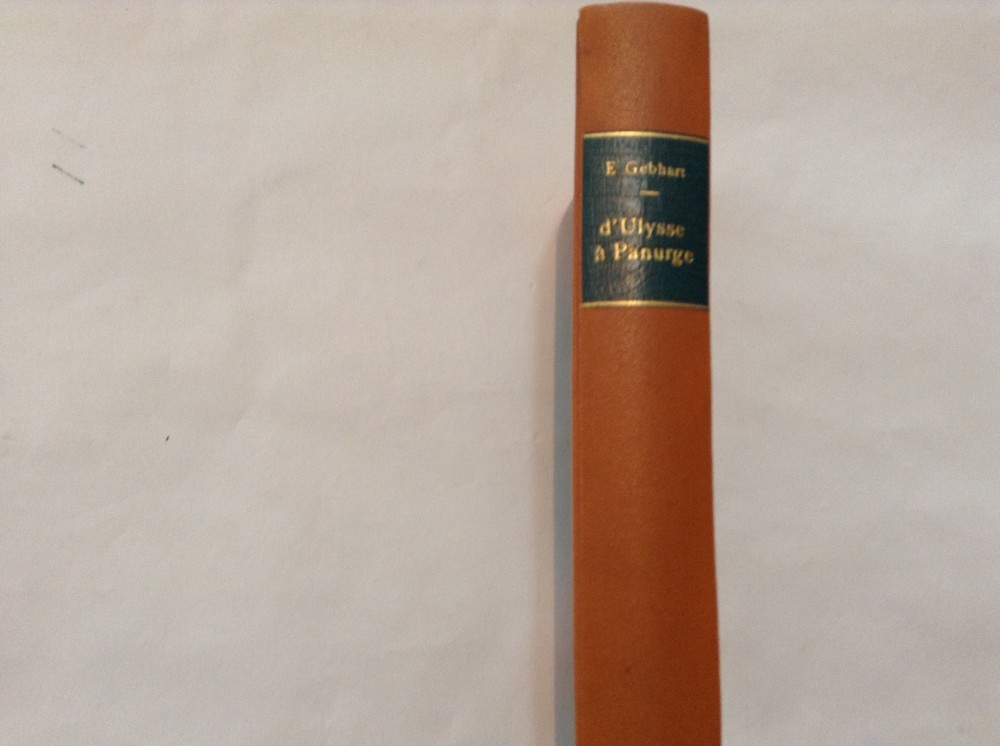 E Gebhart
d'Ulysse
à Panurge